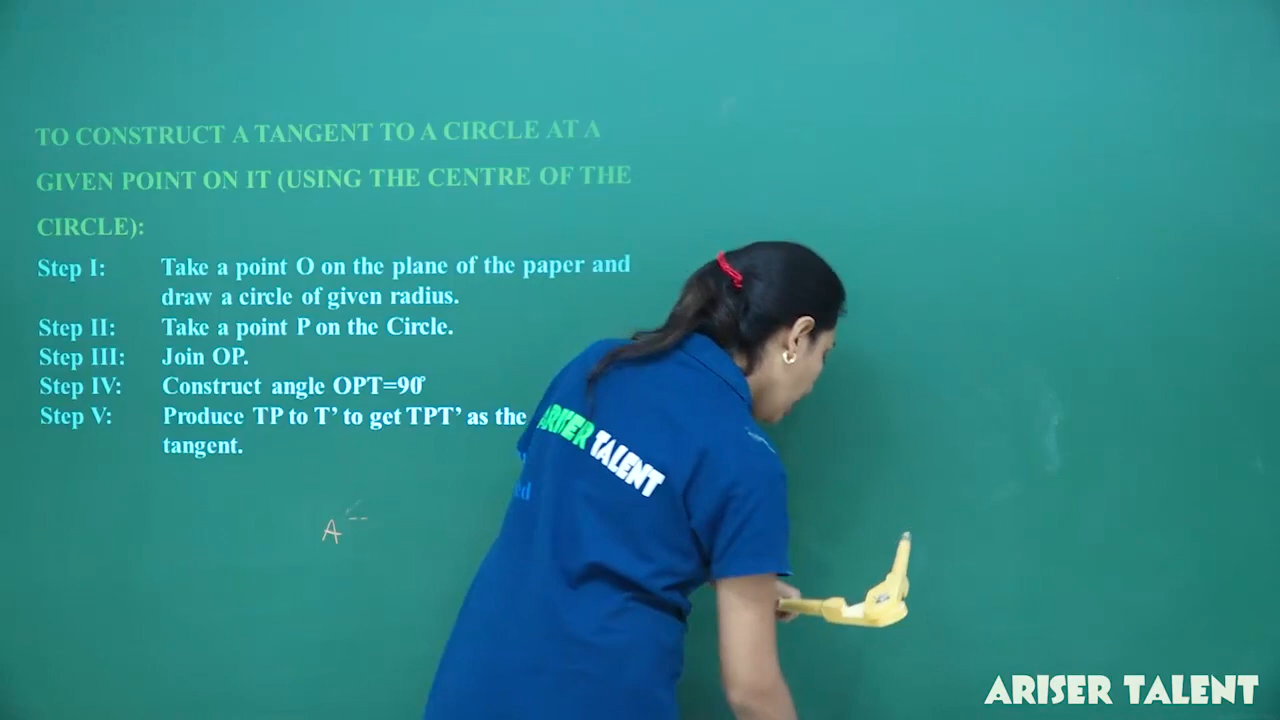 TO CONSTRUCT A TANGENT TO A CIRCLE AT A
GIVEN POINT ON IT (USING THE CENTRE OF THE
CIRCLE):
Step I: Take a point O on the plane of the paper and
draw a circle of given radius.
Step II: Take a point P on the Circle.
Step III: Join OP.
Step IV: Construct angle OPT=90°
Step V: Produce TP to T’ to get TPT’ as the
tangent.
ARISER TALENT
A
ARISER TALENT